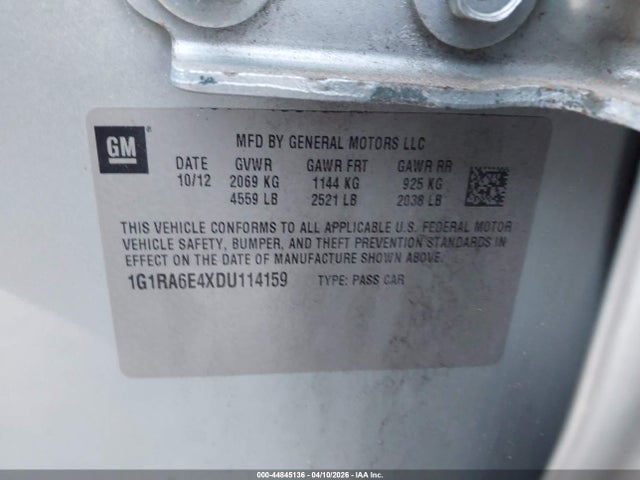 GM ®
MFD BY GENERAL MOTORS LLC
DATE GVWR GAWR FRT GAWR RR
10/12 2069 KG 1144 KG 925 KG
4559 LB 2521 LB 2038 LB
THIS VEHICLE CONFORMS TO ALL APPLICABLE U.S. FEDERAL MOTOR
VEHICLE SAFETY, BUMPER, AND THEFT PREVENTION STANDARDS IN
EFFECT ON THE DATE OF MANUFACTURE SHOWN ABOVE.
1G1RA6E4XDU114159 TYPE: PASS CAR
000-44845136 - 04/10/2026 - IAA Inc.